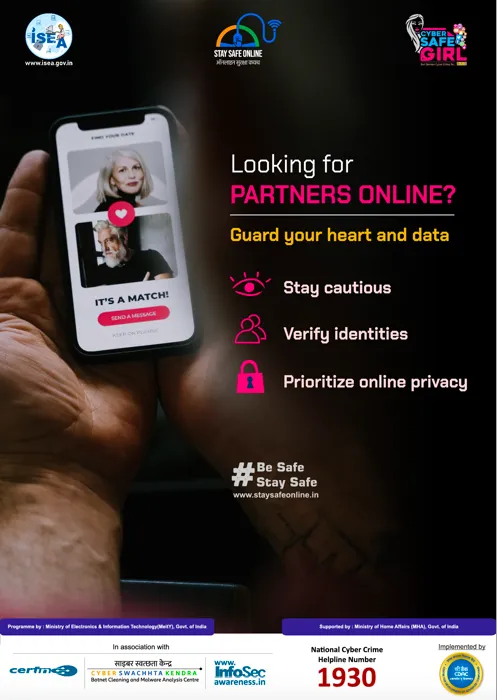 ISEA
www.isea.gov.in
STAY SAFE ONLINE
ऑनलाइन सुरक्षा कवच
CYBER
SAFE
GIRL
FIND YOUR DATE
IT'S A MATCH!
SEND A MESSAGE
KEEP ON PLAYING
Looking for
PARTNERS ONLINE?
Guard your heart and data
Stay cautious
Verify identities
Prioritize online privacy
#Be Safe
Stay Safe
www.staysafeonline.in
Programme by : Ministry of Electronics & Information Technology(MeitY), Govt. of India
Supported by : Ministry of Home Affairs (MHA), Govt. of India
In association with
साइबर स्वच्छता केन्द्र
CYBER SWACHHTA KENDRA
Botnet Cleaning and Malware Analysis Centre
www.
InfoSec
awareness.in
National Cyber Crime
Helpline Number
1930
Implemented by
सी डैक
CDAC